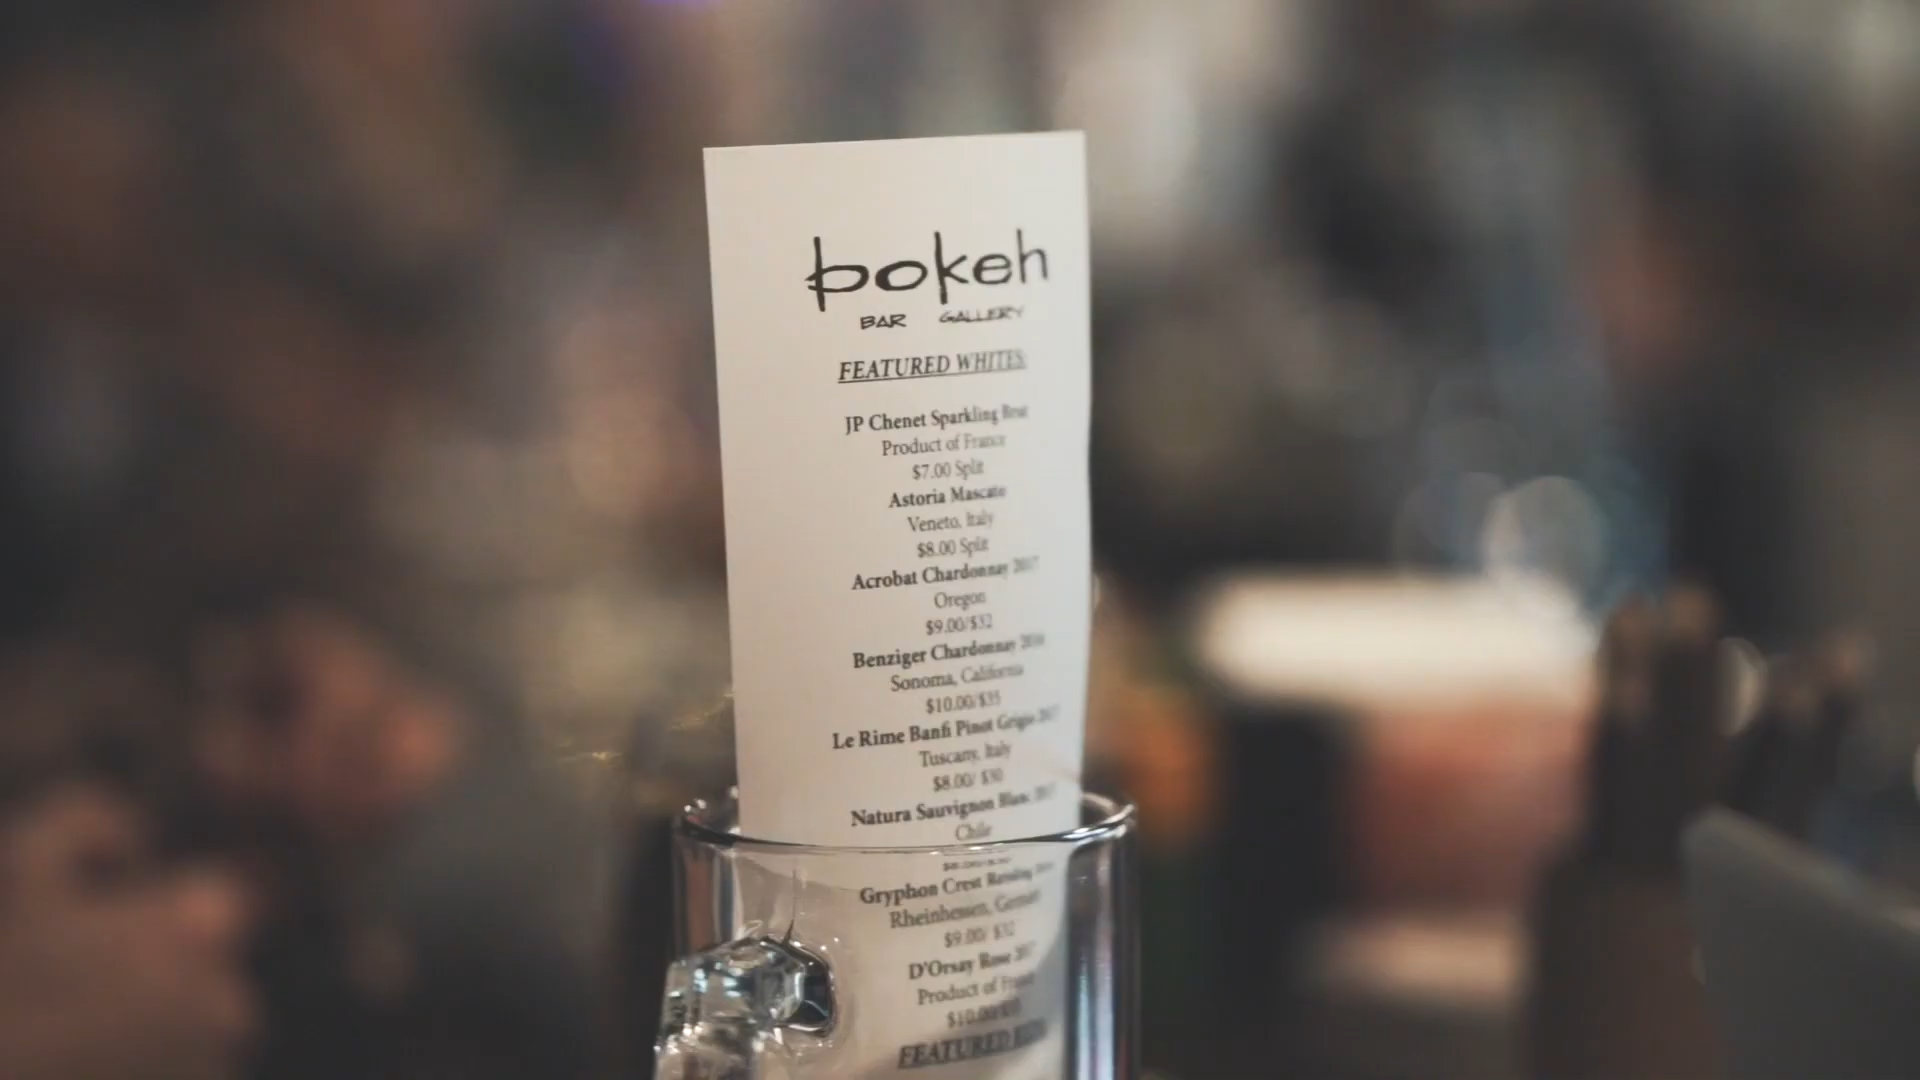 bokeh
BAR GALLERY
FEATURED WHITES:
JP Chenet Sparkling Brut
Product of France
$7.00 Split
Astoria Mascato
Veneto, Italy
$8.00 Split
Acrobat Chardonnay 2017
Oregon
$9.00/$32
Benziger Chardonnay 2016
Sonoma, California
$10.00/$35
Le Rime Banfi Pinot Grigio 2017
Tuscany, Italy
$8.00/ $30
Natura Sauvignon Blanc 2017
Chile
Gryphon Crest
Rheinhessen,
$9.00/ $32
D'Orsay Rose
Product of France
$10.00
FEATURED